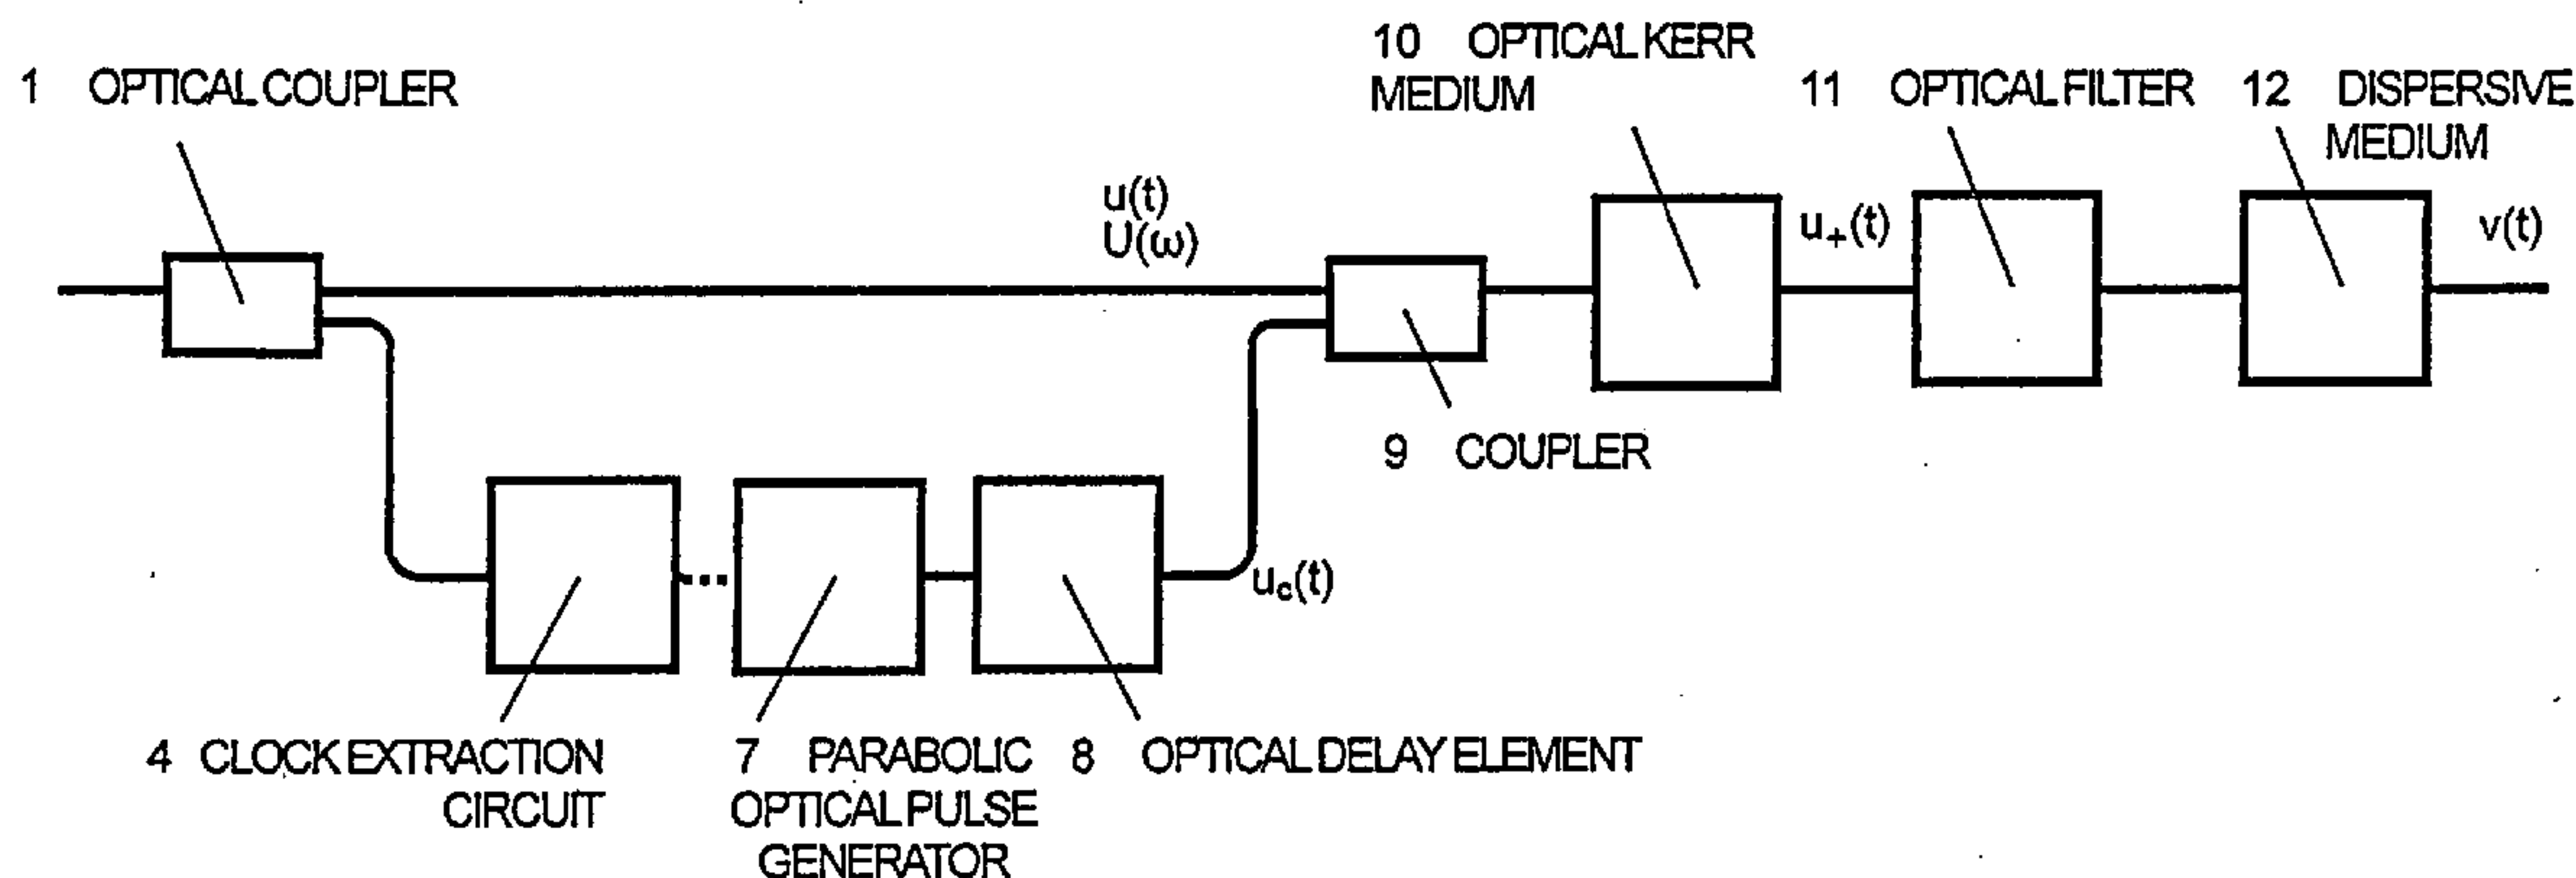 10 OPTICAL KERR
MEDIUM
1 OPTICAL COUPLER
11 OPTICAL FILTER
12 DISPERSIVE
MEDIUM
u(t)
U(ω)
u₊(t)
v(t)
9 COUPLER
u꜀(t)
4 CLOCK EXTRACTION
CIRCUIT
7 PARABOLIC
OPTICAL PULSE
GENERATOR
8 OPTICAL DELAY ELEMENT